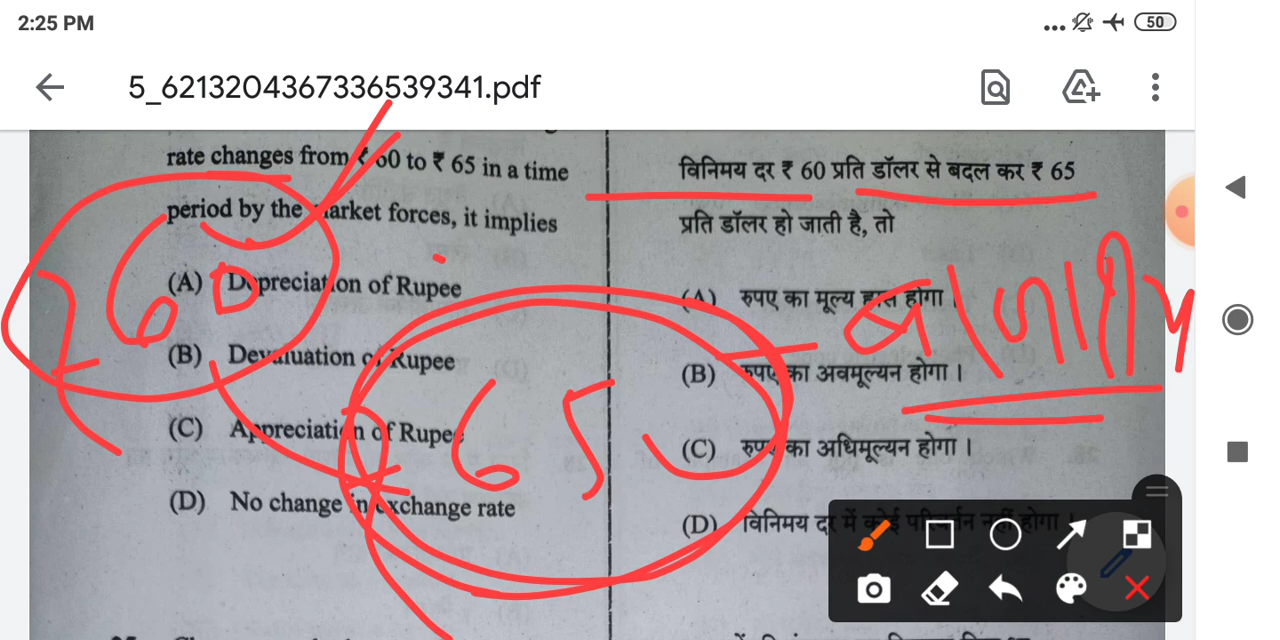 2:25 PM
50
5_6213204367336539341.pdf
rate changes from ₹ 60 to ₹ 65 in a time
period by the market forces, it implies
(A) Depreciation of Rupee
(B) Devaluation of Rupee
(C) Appreciation of Rupee
(D) No change in exchange rate
विनिमय दर ₹ 60 प्रति डॉलर से बदल कर ₹ 65
प्रति डॉलर हो जाती है, तो
(A) रुपए का मूल्य ह्रास होगा ।
(B) रुपए का अवमूल्यन होगा ।
(C) रुपए का अधिमूल्यन होगा ।
(D) विनिमय दर में कोई परिवर्तन नहीं होगा ।
₹ 60
₹ 65